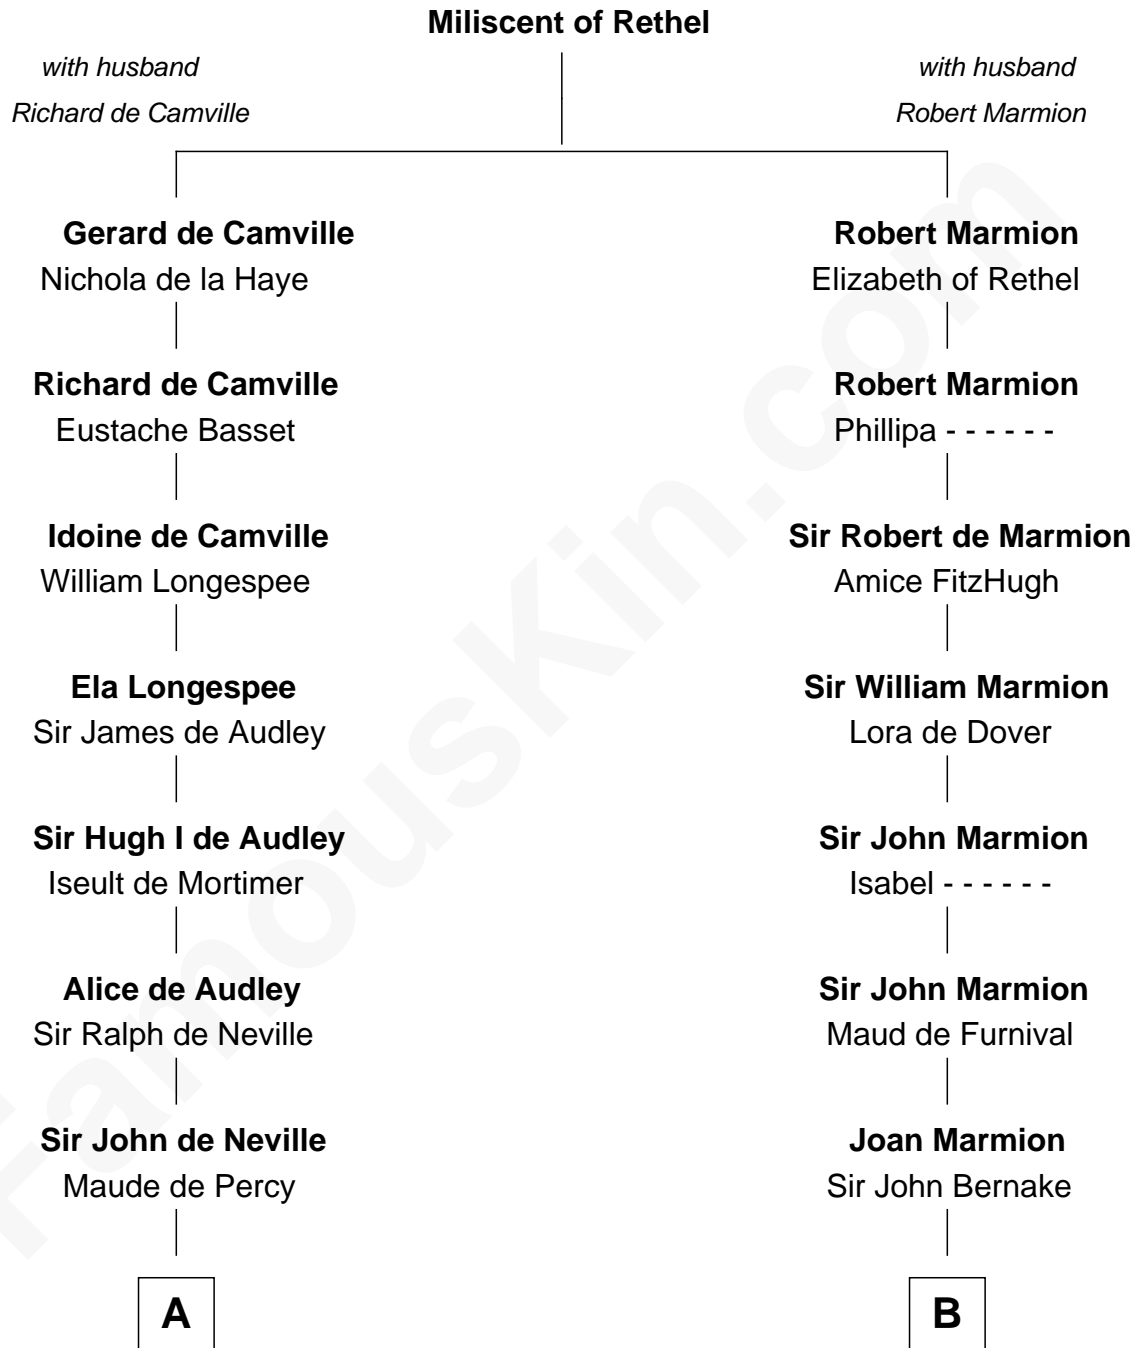 Miliscent of Rethel
with husband
Richard de Camville
with husband
Robert Marmion
Gerard de Camville
Nichola de la Haye
Robert Marmion
Elizabeth of Rethel
Richard de Camville
Eustache Basset
Robert Marmion
Phillipa - - - - - -
Idoine de Camville
William Longespee
Sir Robert de Marmion
Amice FitzHugh
Ela Longespee
Sir James de Audley
Sir William Marmion
Lora de Dover
Sir Hugh I de Audley
Iseult de Mortimer
Sir John Marmion
Isabel - - - - - -
Alice de Audley
Sir Ralph de Neville
Sir John Marmion
Maud de Furnival
Sir John de Neville
Maude de Percy
Joan Marmion
Sir John Bernake
A
B
FamousKin.com